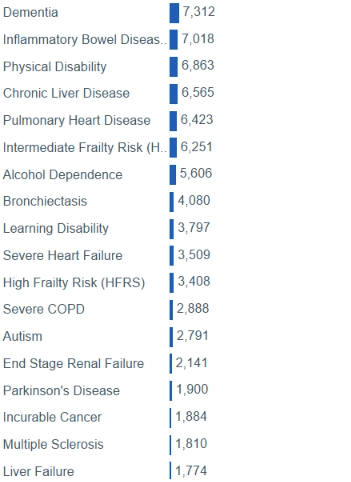 Dementia 7,312
Inflammatory Bowel Diseas.. 7,018
Physical Disability 6,863
Chronic Liver Disease 6,565
Pulmonary Heart Disease 6,423
Intermediate Frailty Risk (H.. 6,251
Alcohol Dependence 5,606
Bronchiectasis 4,080
Learning Disability 3,797
Severe Heart Failure 3,509
High Frailty Risk (HFRS) 3,408
Severe COPD 2,888
Autism 2,791
End Stage Renal Failure 2,141
Parkinson's Disease 1,900
Incurable Cancer 1,884
Multiple Sclerosis 1,810
Liver Failure 1,774